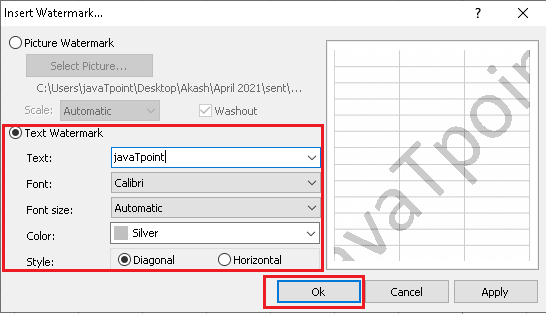 Insert Watermark...
?
Picture Watermark
Select Picture...
C:\Users\javaTpoint\Desktop\Akash\April 2021\sent\...
Scale: Automatic Washout
Text Watermark
Text: javaTpoint
Font: Calibri
Font size: Automatic
Color: Silver
Style: Diagonal Horizontal
javaTpoint
Ok Cancel Apply